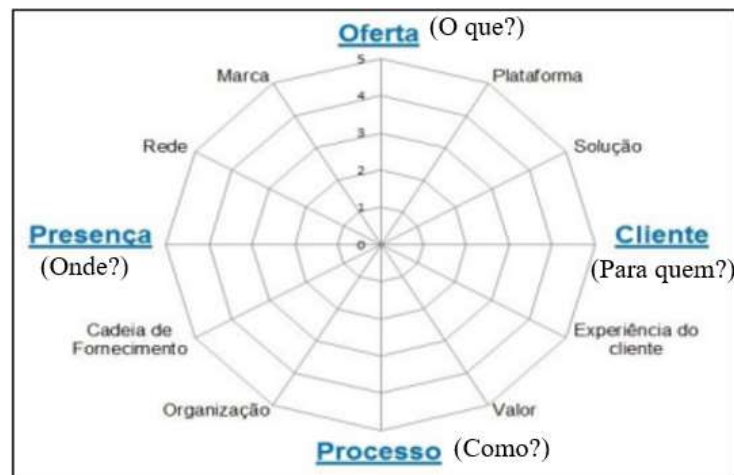 Oferta (O que?)
Marca
5
Plataforma
4
Rede
3
Solução
2
1
Presença
(Onde?)
0
Cliente
(Para quem?)
Cadeia de
Fornecimento
Experiência do
cliente
Organização
Valor
Processo (Como?)